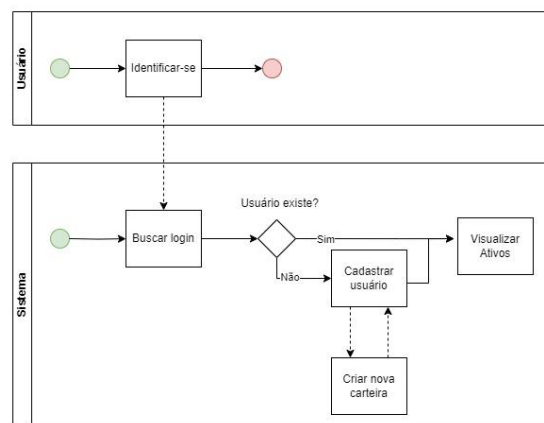 Usuário
Identificar-se
Sistema
Usuário existe?
Buscar login
Sim
Visualizar
Ativos
Não
Cadastrar
usuário
Criar nova
carteira